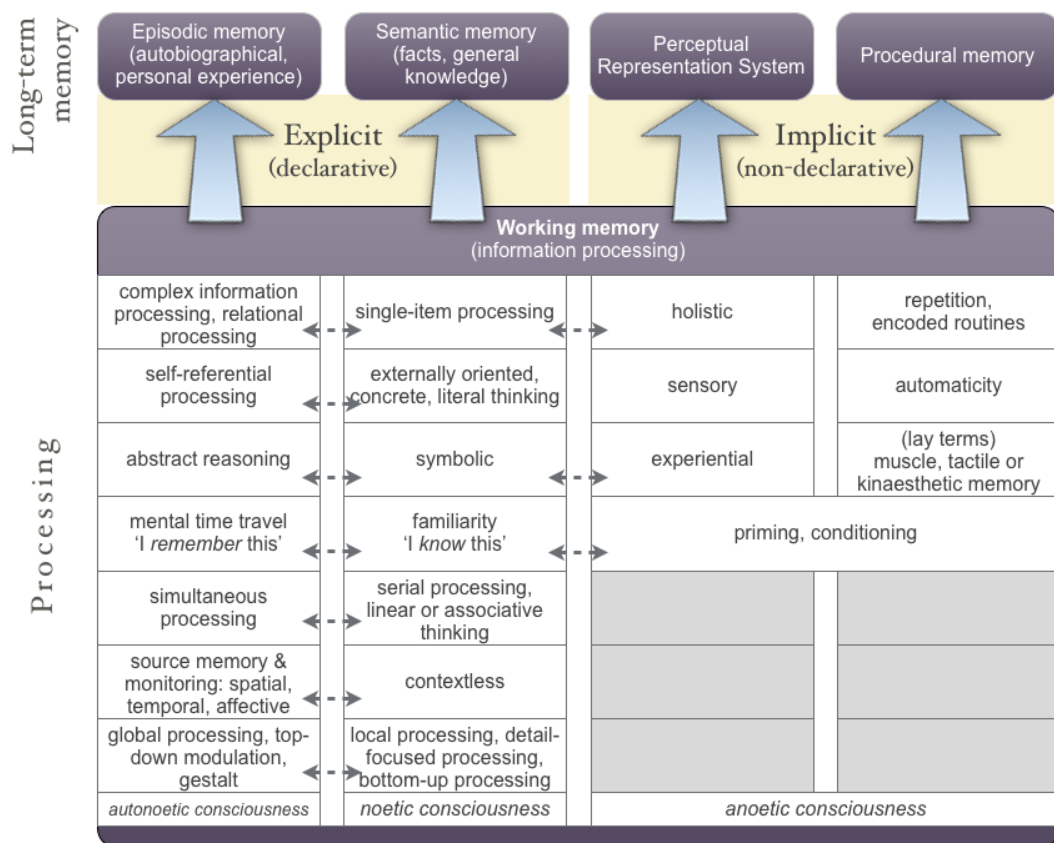 Long-term
memory
Episodic memory
(autobiographical,
personal experience)
Semantic memory
(facts, general
knowledge)
Perceptual
Representation System
Procedural memory
Explicit
(declarative)
Implicit
(non-declarative)
Working memory
(information processing)
Processing
complex information
processing, relational
processing
single-item processing
holistic
repetition,
encoded routines
self-referential
processing
externally oriented,
concrete, literal thinking
sensory
automaticity
abstract reasoning
symbolic
experiential
(lay terms)
muscle, tactile or
kinaesthetic memory
mental time travel
‘I remember this’
familiarity
‘I know this’
priming, conditioning
simultaneous
processing
serial processing,
linear or associative
thinking
source memory &
monitoring: spatial,
temporal, affective
contextless
global processing, top-
down modulation,
gestalt
local processing, detail-
focused processing,
bottom-up processing
autonoetic consciousness
noetic consciousness
anoetic consciousness